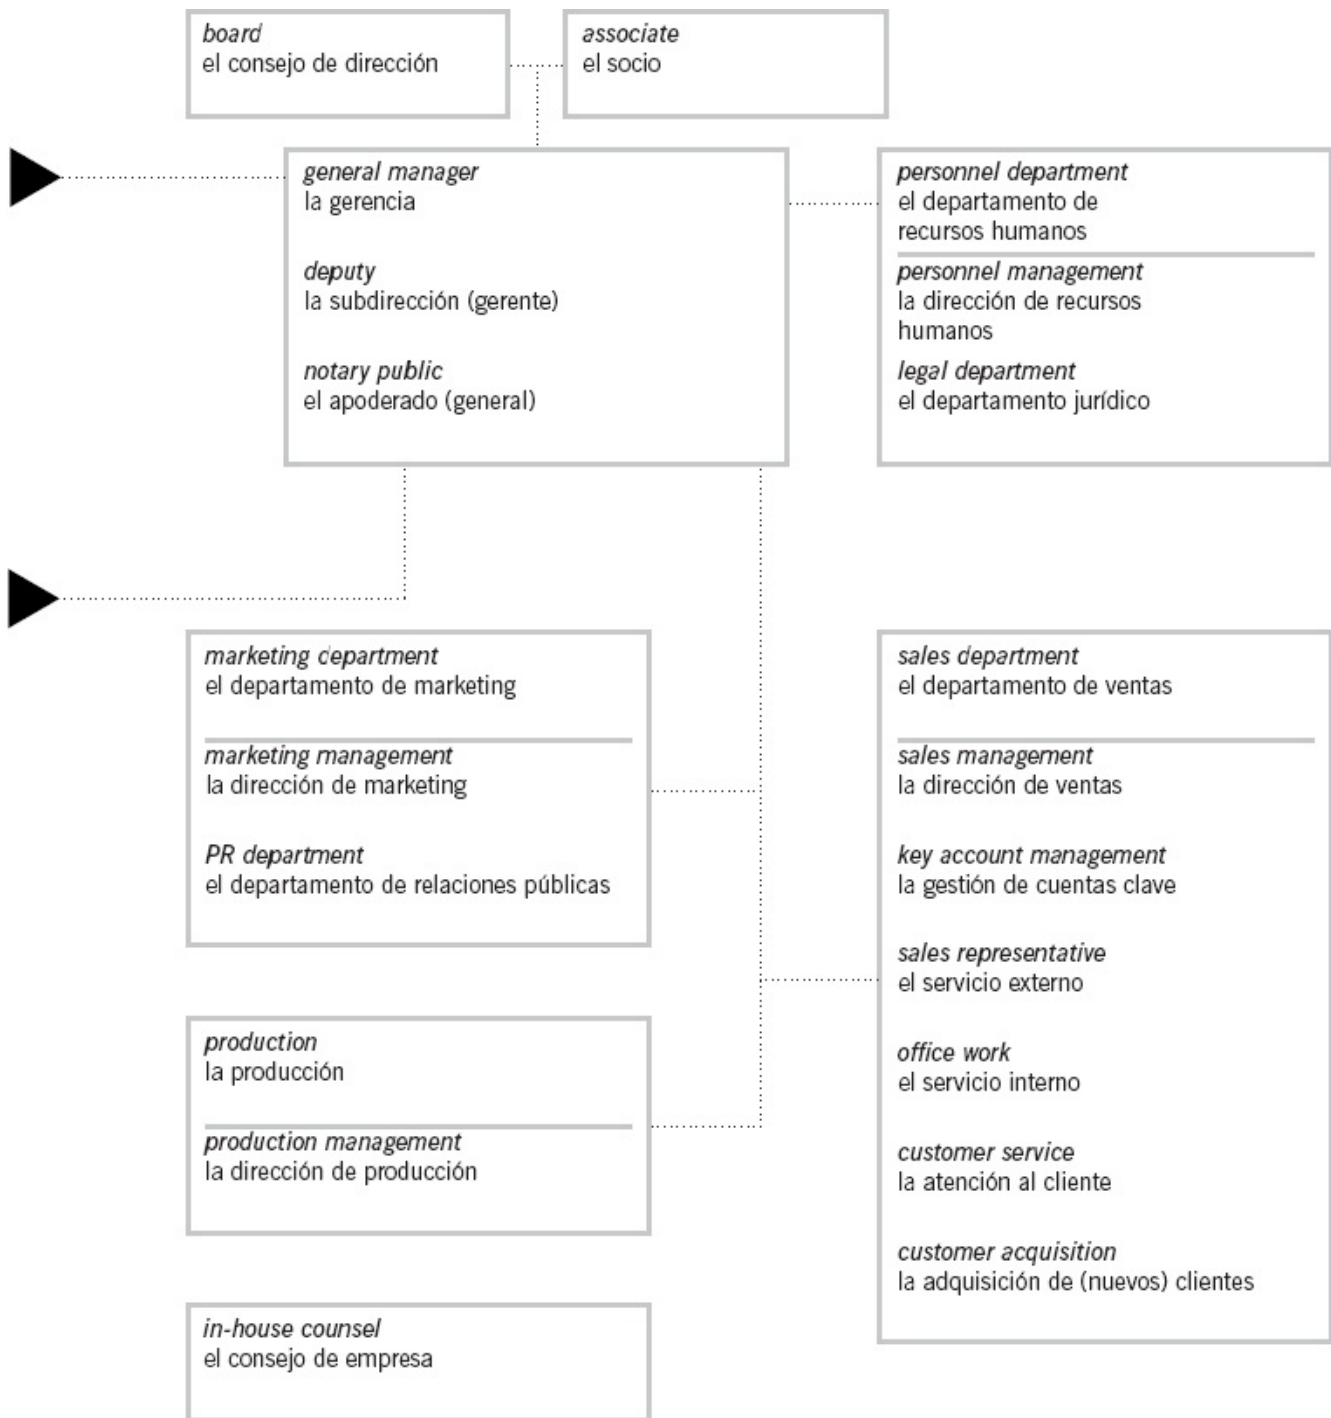 board
el consejo de dirección
associate
el socio
general manager
la gerencia
deputy
la subdirección (gerente)
notary public
el apoderado (general)
personnel department
el departamento de
recursos humanos
personnel management
la dirección de recursos
humanos
legal department
el departamento jurídico
marketing department
el departamento de marketing
marketing management
la dirección de marketing
PR department
el departamento de relaciones públicas
sales department
el departamento de ventas
sales management
la dirección de ventas
key account management
la gestión de cuentas clave
sales representative
el servicio externo
office work
el servicio interno
customer service
la atención al cliente
customer acquisition
la adquisición de (nuevos) clientes
production
la producción
production management
la dirección de producción
in-house counsel
el consejo de empresa